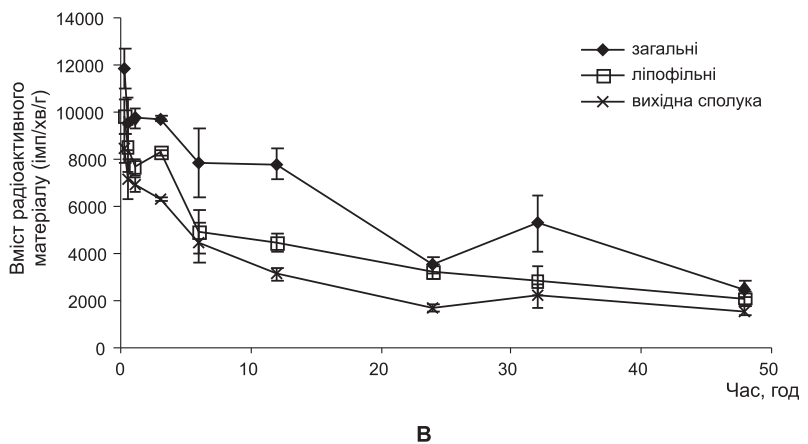 14000
12000
10000
8000
6000
4000
2000
0
Вміст радіоактивного
матеріалу (імп/хв/г)
загальні
ліпофільні
вихідна сполука
0 10 20 30 40 50
Час, год
В